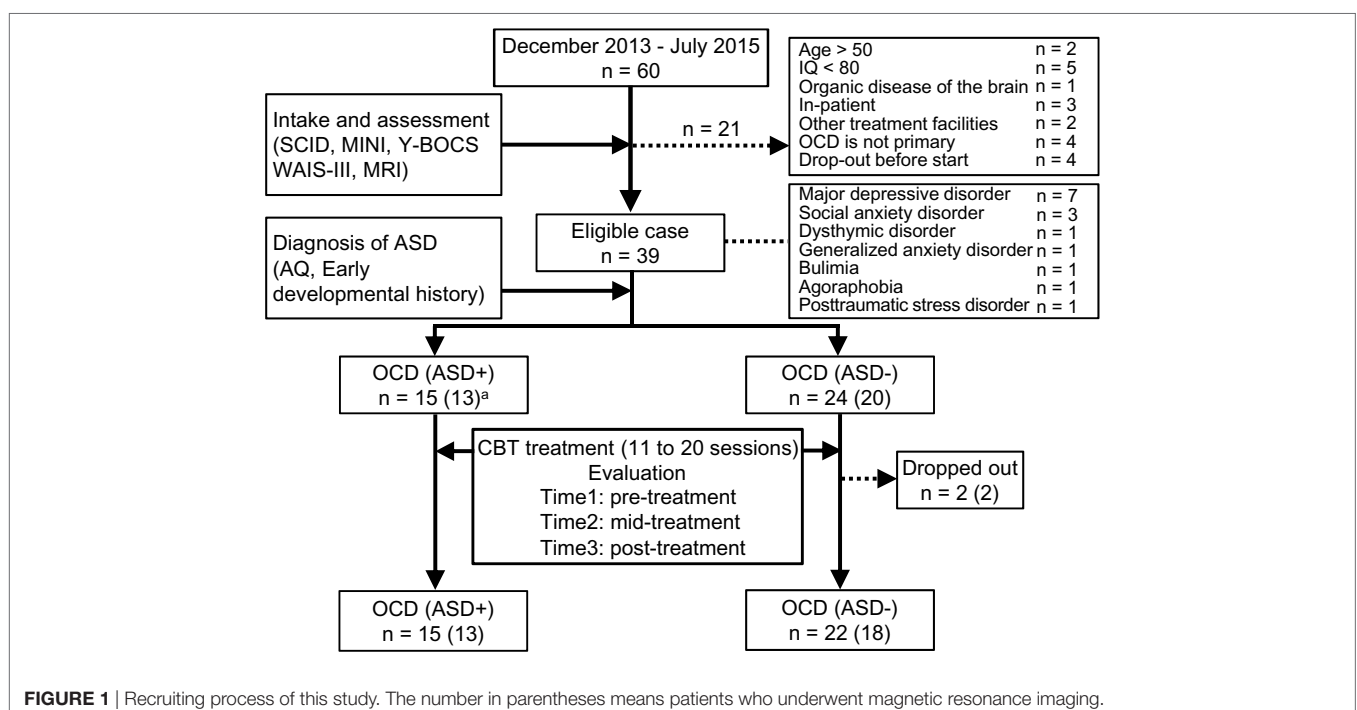 December 2013 - July 2015
n = 60
Age > 50 n = 2
IQ < 80 n = 5
Organic disease of the brain n = 1
In-patient n = 3
Other treatment facilities n = 2
OCD is not primary n = 4
Drop-out before start n = 4
Intake and assessment
(SCID, MINI, Y-BOCS
WAIS-III, MRI)
n = 21
Eligible case
n = 39
Major depressive disorder n = 7
Social anxiety disorder n = 3
Dysthymic disorder n = 1
Generalized anxiety disorder n = 1
Bulimia n = 1
Agoraphobia n = 1
Posttraumatic stress disorder n = 1
Diagnosis of ASD
(AQ, Early
developmental history)
OCD (ASD+)
n = 15 (13)ᵃ
OCD (ASD-)
n = 24 (20)
CBT treatment (11 to 20 sessions)
Evaluation
Time1: pre-treatment
Time2: mid-treatment
Time3: post-treatment
Dropped out
n = 2 (2)
OCD (ASD+)
n = 15 (13)
OCD (ASD-)
n = 22 (18)
FIGURE 1 | Recruiting process of this study. The number in parentheses means patients who underwent magnetic resonance imaging.